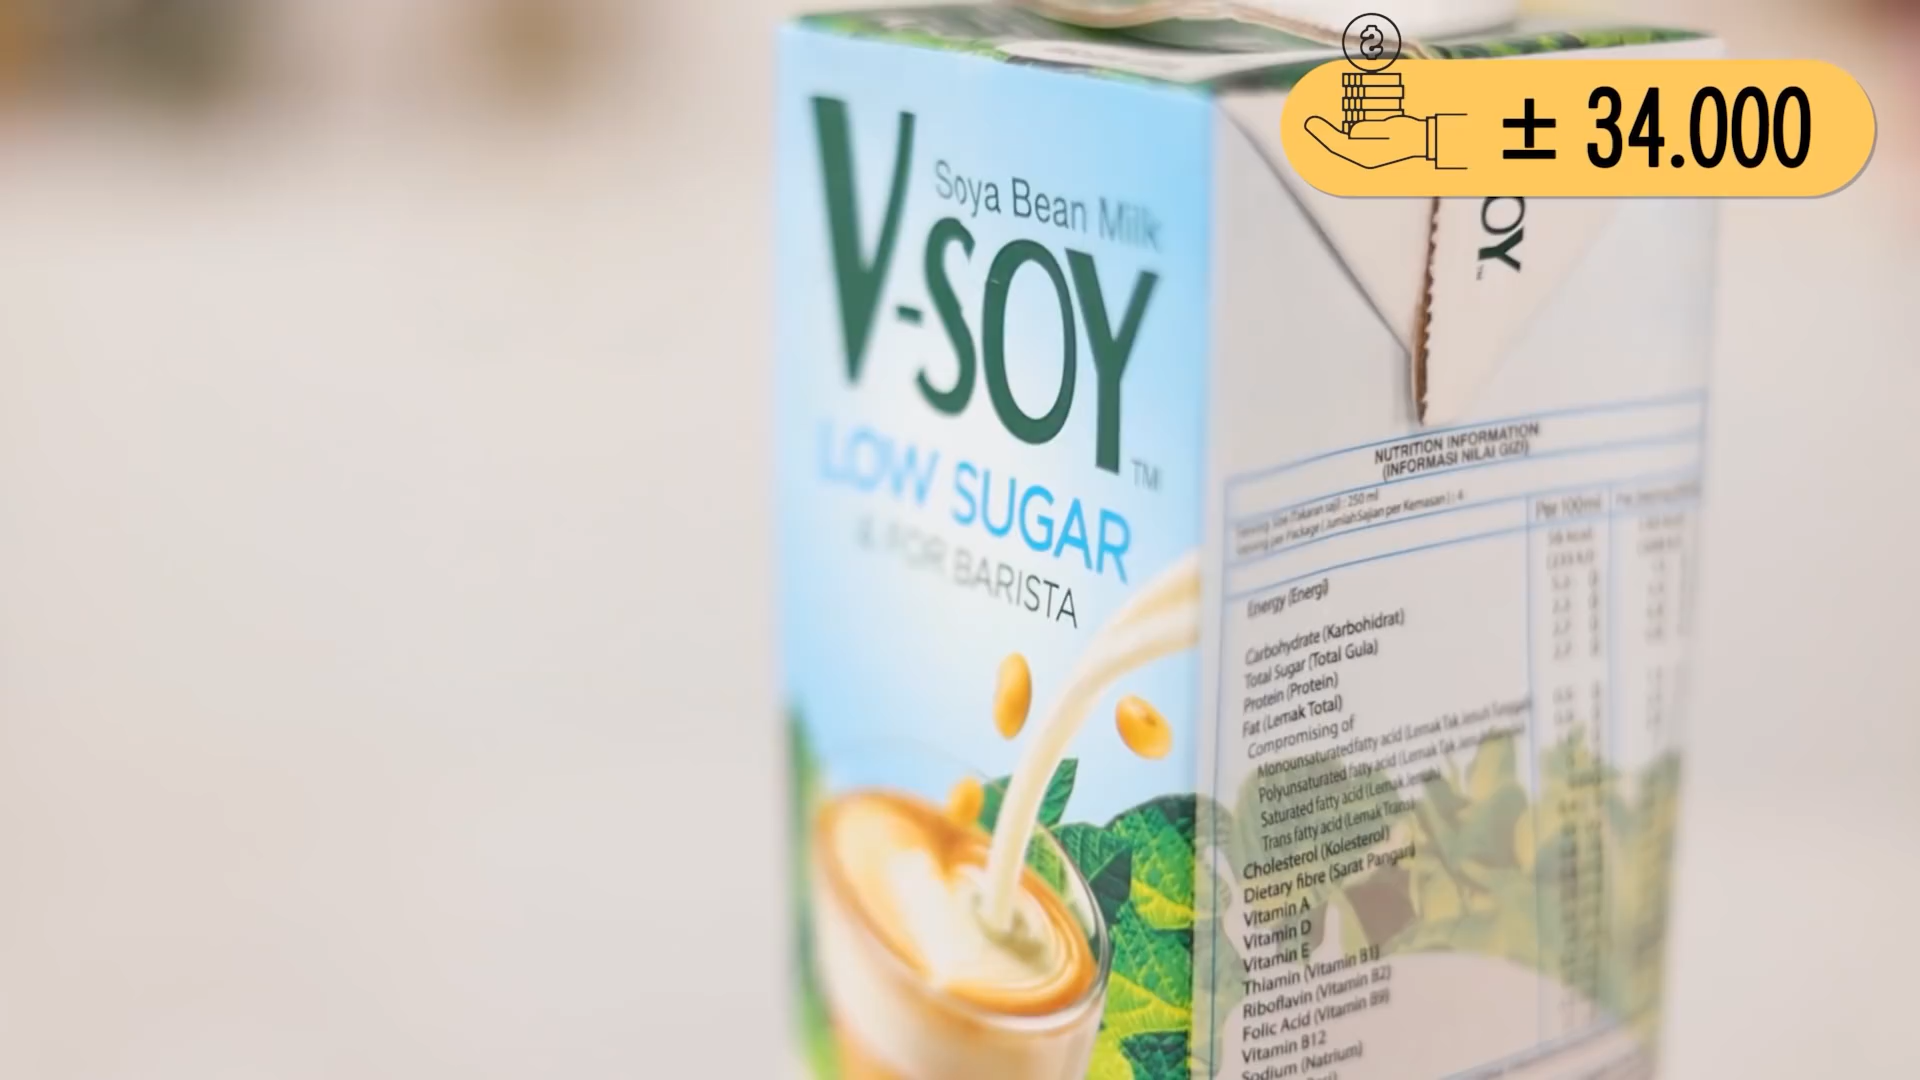 ± 34.000
Soya Bean Milk
V-SOY
TM
LOW SUGAR
& FOR BARISTA
OY
NUTRITION INFORMATION
(INFORMASI NILAI GIZI)
Serving Size (Takaran saji) : 250 ml
Serving per Package (Jumlah Sajian per Kemasan) : 4
Per 100ml
Energy (Energi)
Carbohydrate (Karbohidrat)
Total Sugar (Total Gula)
Protein (Protein)
Fat (Lemak Total)
Compromising of
Monounsaturated fatty acid (Lemak Tak Jenuh Tunggal)
Polyunsaturated fatty acid (Lemak Tak Jenuh
Saturated fatty acid (Lemak Jenuh)
Trans fatty acid (Lemak Trans)
Cholesterol (Kolesterol)
Dietary fibre (Sarat Pangan)
Vitamin A
Vitamin D
Vitamin E
Thiamin (Vitamin B1)
Riboflavin (Vitamin B2)
Folic Acid (Vitamin B9)
Vitamin B12
Sodium (Natrium)